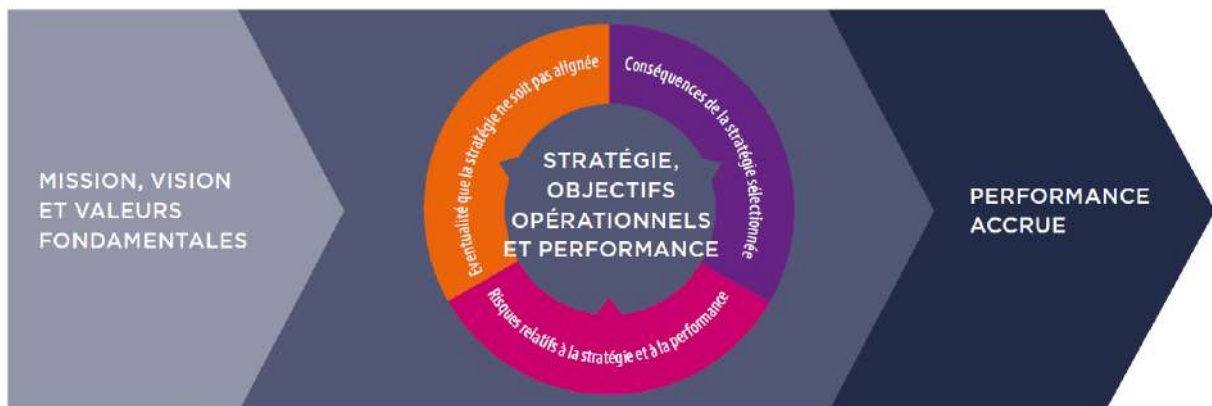 MISSION, VISION
ET VALEURS
FONDAMENTALES
Eventualité que la stratégie ne soit pas alignée
Conséquences de la stratégie sélectionnée
STRATÉGIE,
OBJECTIFS
OPÉRATIONNELS
ET PERFORMANCE
Risques relatifs à la stratégie et à la performance
PERFORMANCE
ACCRUE